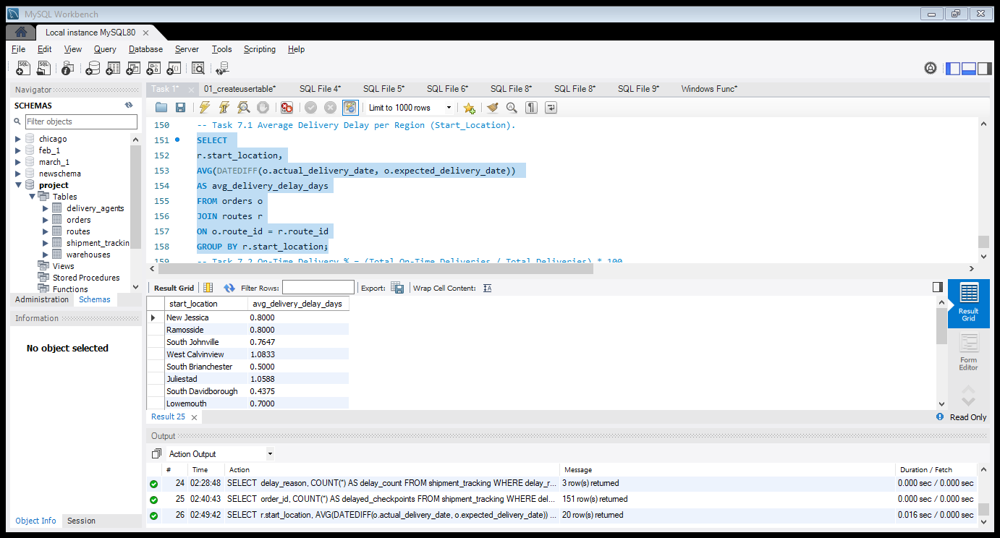 MySQL Workbench
Local instance MySQL80
File Edit View Query Database Server Tools Scripting Help
Navigator
SCHEMAS
Filter objects
chicago
feb_1
march_1
newschema
project
Tables
delivery_agents
orders
routes
shipment_trackin
warehouses
Views
Stored Procedures
Functions
Administration Schemas
Information
No object selected
Object Info Session
Task 1* 01_createusertable* SQL File 4* SQL File 5* SQL File 6* SQL File 8* SQL File 8* SQL File 9* Windows Func*
Limit to 1000 rows
150 -- Task 7.1 Average Delivery Delay per Region (Start_Location).
151 SELECT
152 r.start_location,
153 AVG(DATEDIFF(o.actual_delivery_date, o.expected_delivery_date))
154 AS avg_delivery_delay_days
155 FROM orders o
156 JOIN routes r
157 ON o.route_id = r.route_id
158 GROUP BY r.start_location;
159 -- Task 7.2 On-Time Delivery % = (Total On-Time Deliveries / Total Deliveries) * 100
Result Grid Filter Rows: Export: Wrap Cell Content:
start_location avg_delivery_delay_days
New Jessica 0.8000
Ramosside 0.8000
South Johnville 0.7647
West Calvinview 1.0833
South Brianchester 0.5000
Juliestad 1.0588
South Davidborough 0.4375
Lowemouth 0.7000
Result Grid
Form Editor
Result 25
Read Only
Output
Action Output
# Time Action Message Duration / Fetch
24 02:28:48 SELECT delay_reason, COUNT(*) AS delay_count FROM shipment_tracking WHERE delay_r... 3 row(s) returned 0.000 sec / 0.000 sec
25 02:40:43 SELECT order_id, COUNT(*) AS delayed_checkpoints FROM shipment_tracking WHERE del... 151 row(s) returned 0.000 sec / 0.000 sec
26 02:49:42 SELECT r.start_location, AVG(DATEDIFF(o.actual_delivery_date, o.expected_delivery_date)) ... 20 row(s) returned 0.016 sec / 0.000 sec